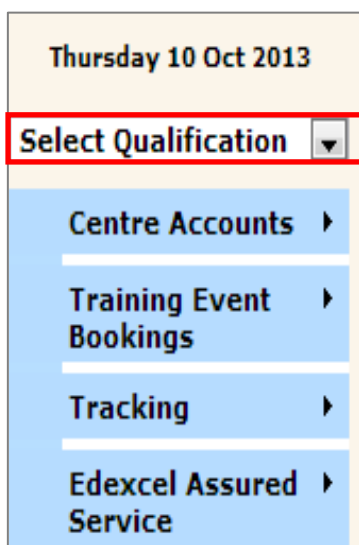 Thursday 10 Oct 2013
Select Qualification
Centre Accounts
Training Event
Bookings
Tracking
Edexcel Assured
Service